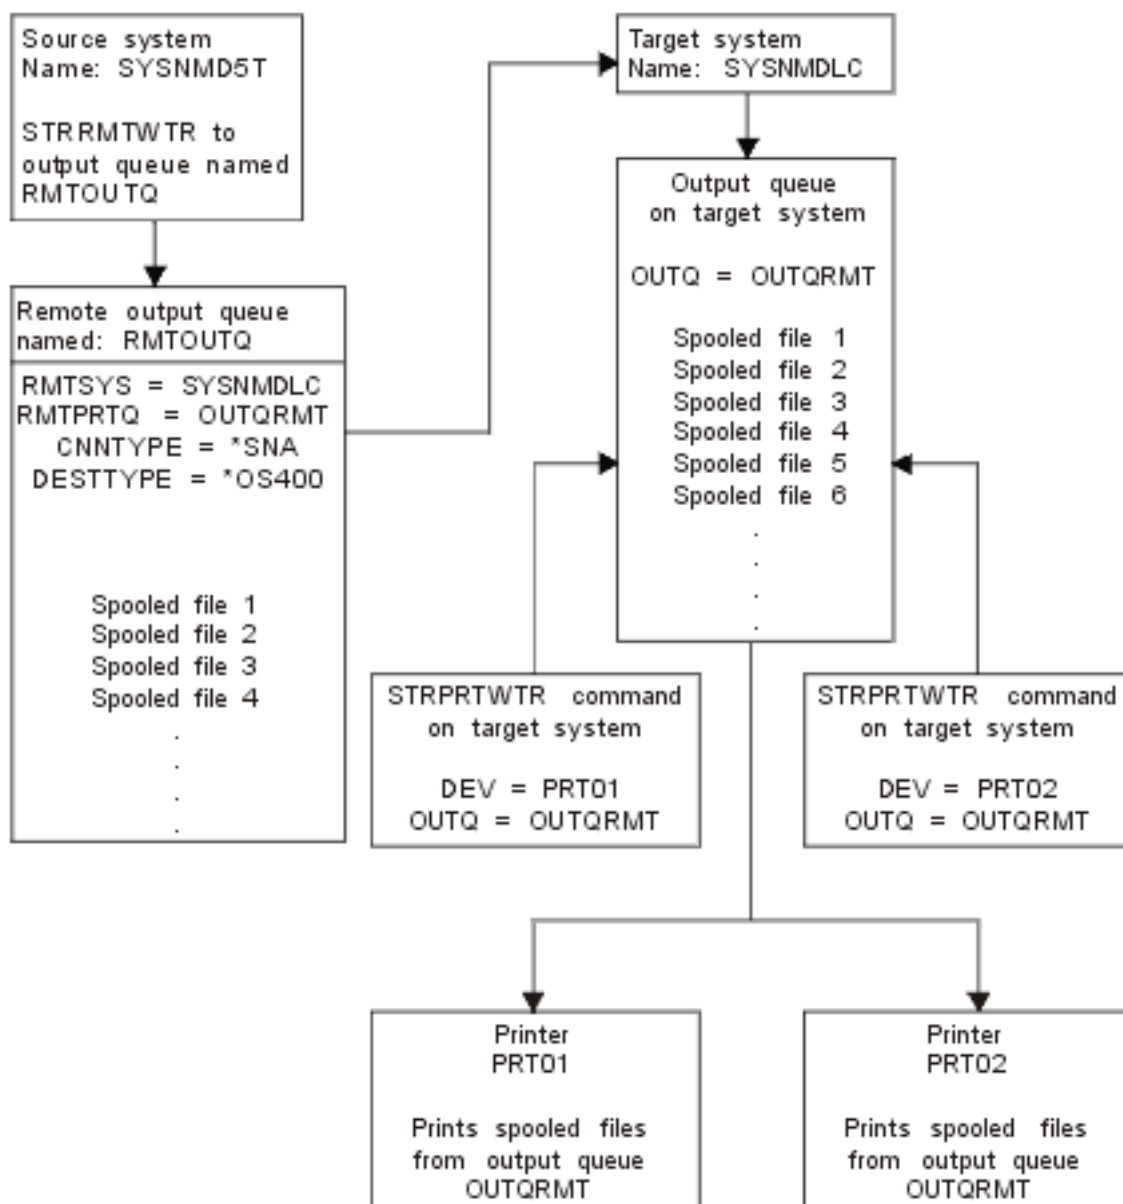 Source system
Name: SYSNMD5T
STRRMTWTR to
output queue named
RMTOUTQ
Remote output queue
named: RMTOUTQ
RMTSYS = SYSNMDLC
RMTPRTQ = OUTQRMT
CNNTYPE = *SNA
DESTTYPE = *OS400
Spooled file 1
Spooled file 2
Spooled file 3
Spooled file 4
.
.
.
.
Target system
Name: SYSNMDLC
Output queue
on target system
OUTQ = OUTQRMT
Spooled file 1
Spooled file 2
Spooled file 3
Spooled file 4
Spooled file 5
Spooled file 6
.
.
.
.
STRPRTWTR command
on target system
DEV = PRT01
OUTQ = OUTQRMT
STRPRTWTR command
on target system
DEV = PRT02
OUTQ = OUTQRMT
Printer
PRT01
Prints spooled files
from output queue
OUTQRMT
Printer
PRT02
Prints spooled files
from output queue
OUTQRMT